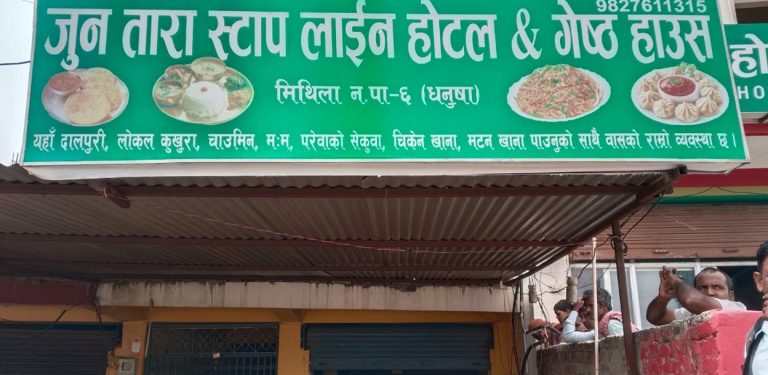 9827611315
जुन तारा स्टाप लाईन होटल & गेष्ठ हाउस
मिथिला न.पा-६ (धनुषा)
यहाँ दालपुरी, लोकल कुखुरा, चाउमिन, म:म, परेवाको सेकुवा, चिकेन खाना, मटन खाना पाउनुको साथै वासको राम्रो व्यवस्था छ ।
हो
HO